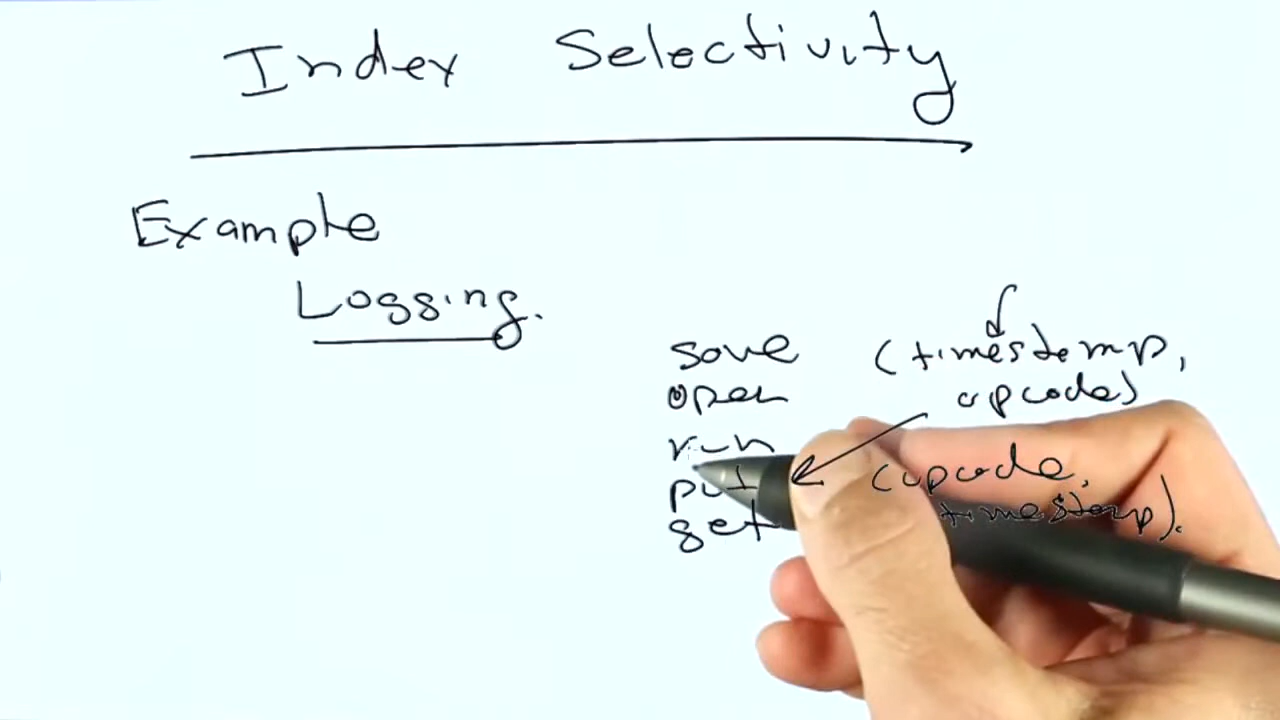 Index Selectivity
Example
Logging.
save
open
run
put
get
(timestamp,
opcode)
(opcode,
timestamp).